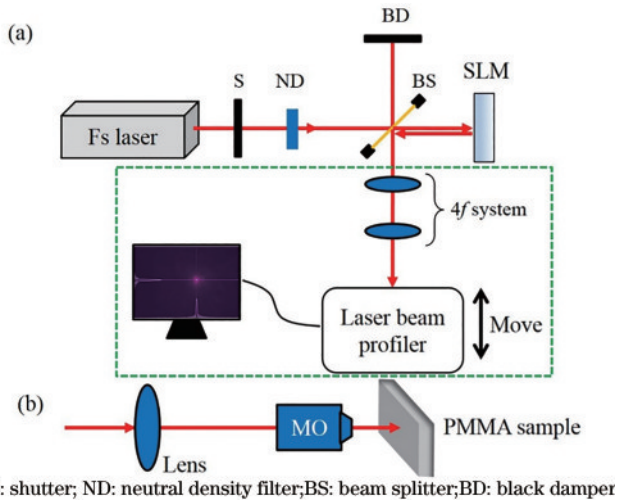 (a)
BD
S
ND
BS
SLM
Fs laser
4f system
Laser beam
profiler
Move
(b)
MO
PMMA sample
Lens
: shutter; ND: neutral density filter;BS: beam splitter;BD: black damper